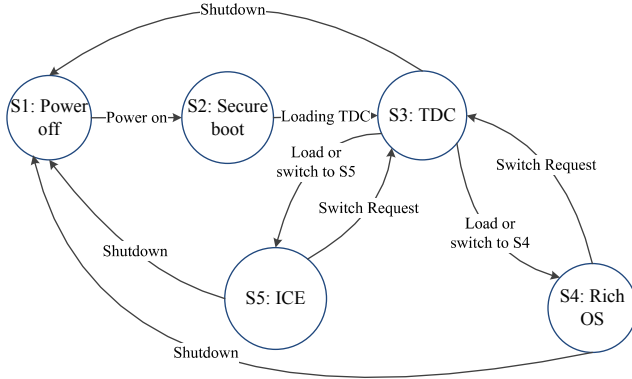 Shutdown
S1: Power
off
Power on
S2: Secure
boot
Loading TDC
S3: TDC
Load or
switch to S5
Switch Request
Switch Request
Load or
switch to S4
Shutdown
S5: ICE
S4: Rich
OS
Shutdown